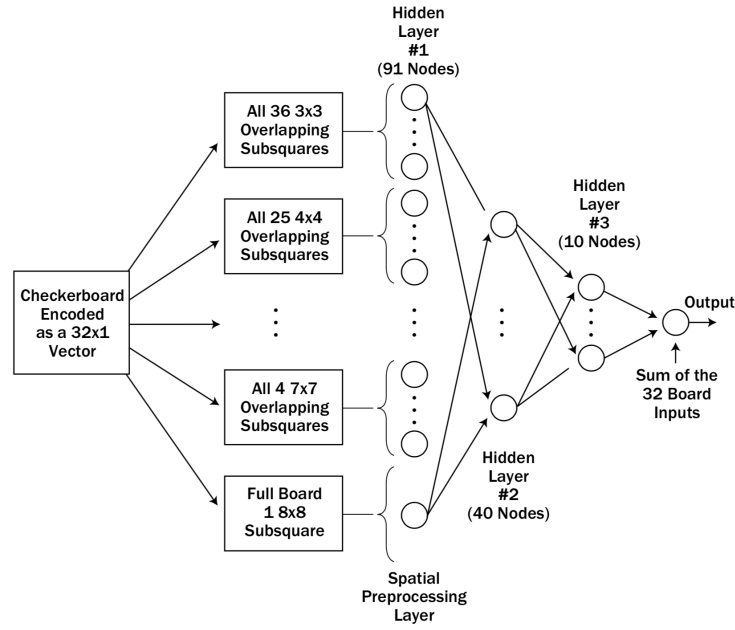 Hidden
Layer
#1
(91 Nodes)
All 36 3x3
Overlapping
Subsquares
All 25 4x4
Overlapping
Subsquares
Hidden
Layer
#3
(10 Nodes)
Checkerboard
Encoded
as a 32x1
Vector
Output
Sum of the
32 Board
Inputs
All 4 7x7
Overlapping
Subsquares
Hidden
Layer
#2
(40 Nodes)
Full Board
1 8x8
Subsquare
Spatial
Preprocessing
Layer